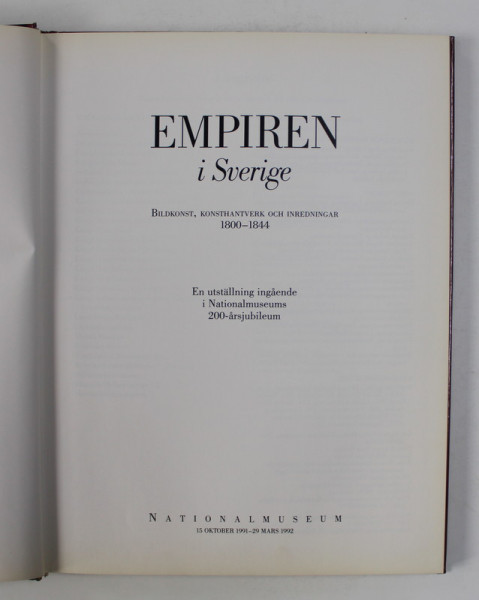 EMPIREN
i Sverige
BILDKONST, KONSTHANTVERK OCH INREDNINGAR
1800–1844
En utställning ingående
i Nationalmuseums
200-årsjubileum
NATIONALMUSEUM
15 OKTOBER 1991–29 MARS 1992